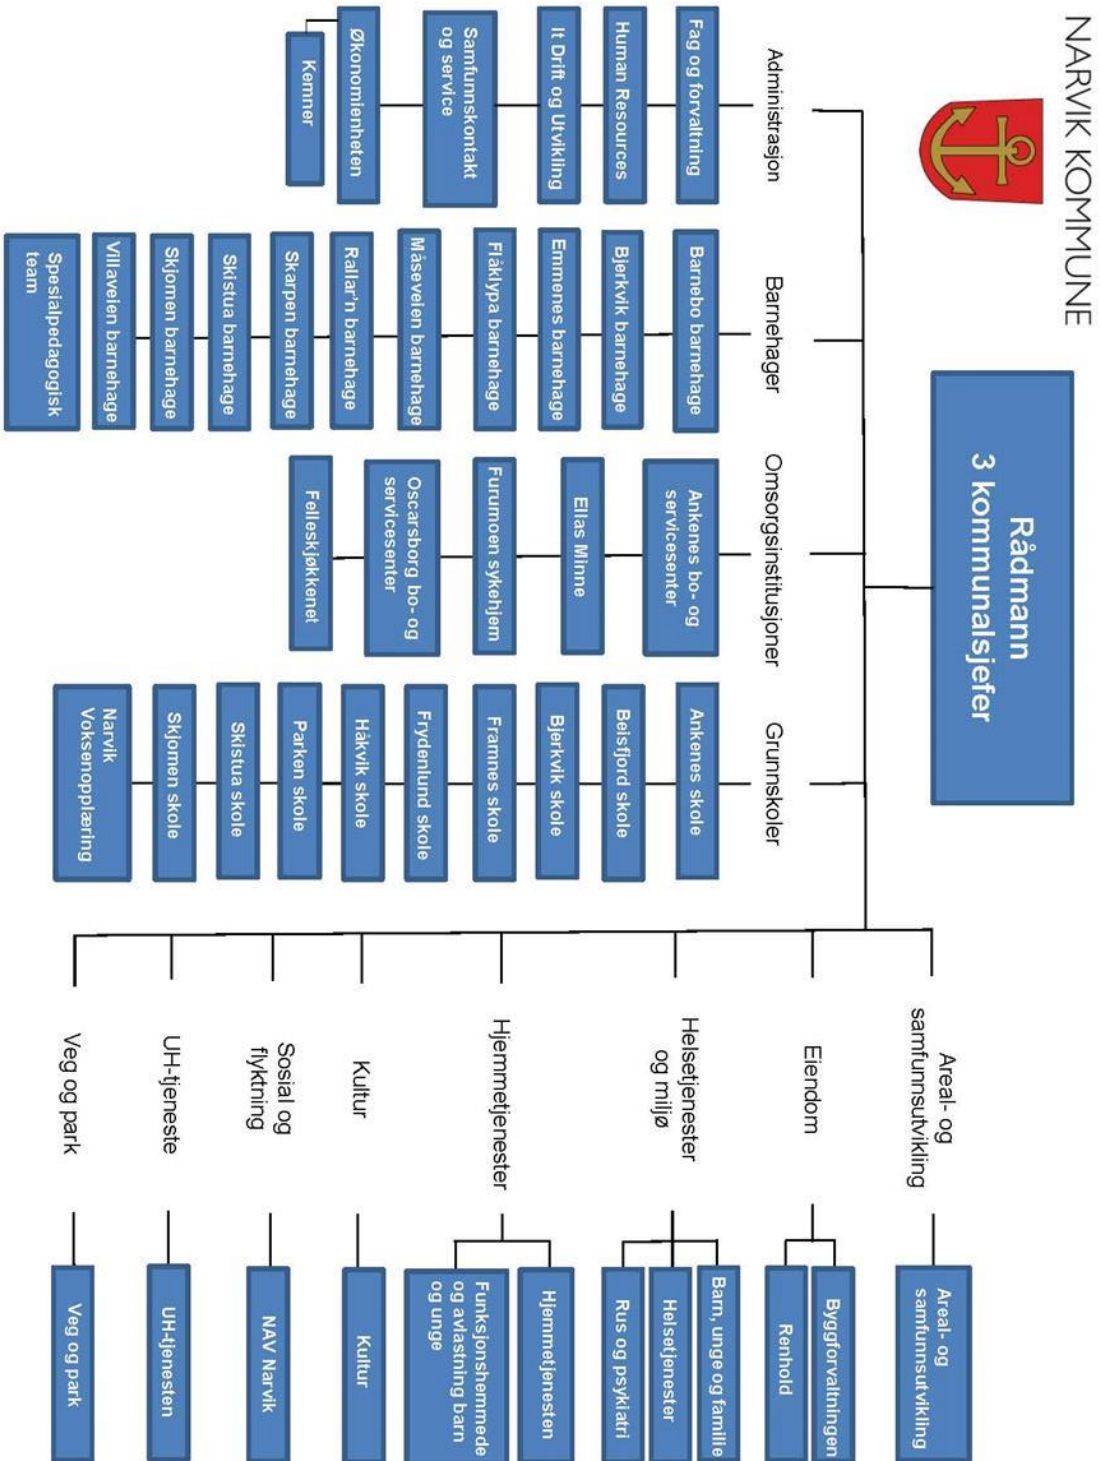 NARVIK KOMMUNE
Rådmann
3 kommunalsjefer
Administrasjon
Fag og forvaltning
Human Resources
It Drift og Utvikling
Samfunnskontakt
og service
Økonomienheten
Kemner
Barnehager
Barnebo barnehage
Bjerkvik barnehage
Emmenes barnehage
Flåklypa barnehage
Måseveien barnehage
Rallar'n barnehage
Skarpen barnehage
Skistua barnehage
Skjomen barnehage
Villaveien barnehage
Spesialpedagogisk
team
Omsorgsinstitusjoner
Ankenes bo- og
servicesenter
Elias Minne
Furumoen sykehjem
Oscarsborg bo- og
servicesenter
Felleskjøkkenet
Grunnskoler
Ankenes skole
Beisfjord skole
Bjerkvik skole
Framnes skole
Frydenlund skole
Håkvik skole
Parken skole
Skistua skole
Skjomen skole
Narvik
Voksenopplæring
Areal- og
samfunnsutvikling
Areal- og
samfunnsutvikling
Eiendom
Byggforvaltningen
Renhold
Helsetjenester
og miljø
Barn, unge og familie
Helsetjenester
Rus og psykiatri
Hjemmetjenester
Hjemmetjenesten
Funksjonshemmede
og avlastning barn
og unge
Kultur
Kultur
Sosial og
flyktning
NAV Narvik
UH-tjeneste
UH-tjenesten
Veg og park
Veg og park